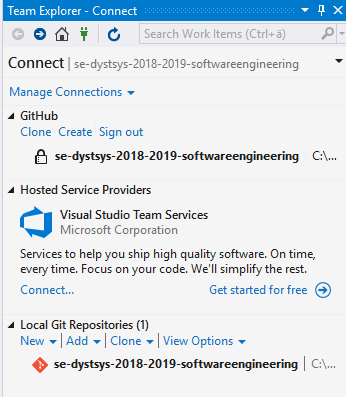 Team Explorer - Connect
Search Work Items (Ctrl+ä)
Connect | se-dystsys-2018-2019-softwareengineering
Manage Connections
GitHub
Clone Create Sign out
se-dystsys-2018-2019-softwareengineering C:\...
Hosted Service Providers
Visual Studio Team Services
Microsoft Corporation
Services to help you ship high quality software. On time,
every time. Focus on your code. We'll simplify the rest.
Connect... Get started for free
Local Git Repositories (1)
New | Add | Clone | View Options
se-dystsys-2018-2019-softwareengineering | C:\...